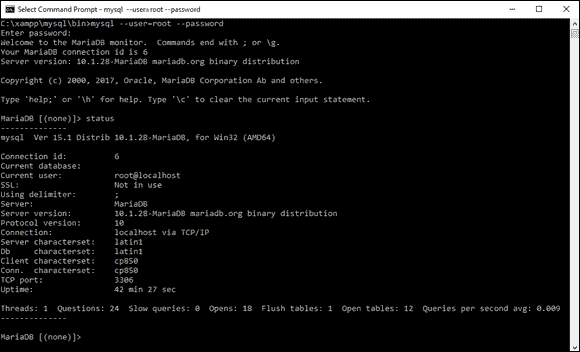 Select Command Prompt - mysql --user=root --password
C:\xampp\mysql\bin>mysql --user=root --password
Enter password:
Welcome to the MariaDB monitor.  Commands end with ; or \g.
Your MariaDB connection id is 6
Server version: 10.1.28-MariaDB mariadb.org binary distribution

Copyright (c) 2000, 2017, Oracle, MariaDB Corporation Ab and others.

Type 'help;' or '\h' for help. Type '\c' to clear the current input statement.

MariaDB [(none)]> status
--------------
mysql  Ver 15.1 Distrib 10.1.28-MariaDB, for Win32 (AMD64)

Connection id:          6
Current database:
Current user:           root@localhost
SSL:                    Not in use
Using delimiter:        ;
Server:                 MariaDB
Server version:         10.1.28-MariaDB mariadb.org binary distribution
Protocol version:       10
Connection:             localhost via TCP/IP
Server characterset:    latin1
Db     characterset:    latin1
Client characterset:    cp850
Conn.  characterset:    cp850
TCP port:               3306
Uptime:                 42 min 27 sec

Threads: 1  Questions: 24  Slow queries: 0  Opens: 18  Flush tables: 1  Open tables: 12  Queries per second avg: 0.009
--------------

MariaDB [(none)]>